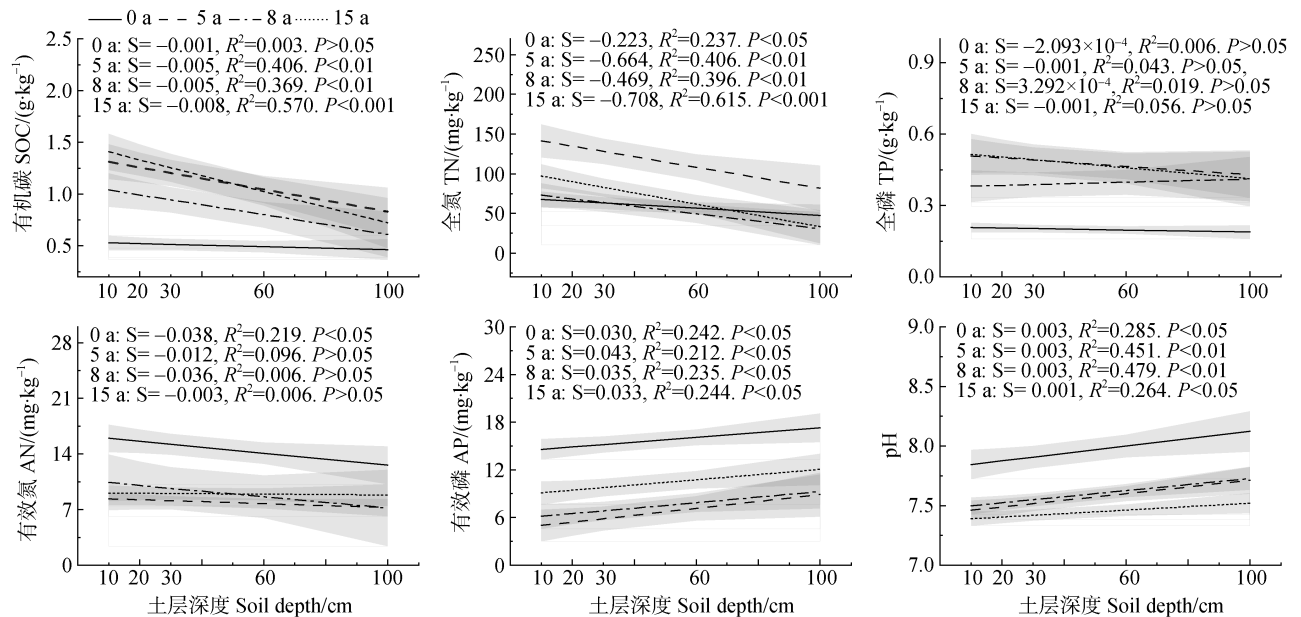 0 a 5 a 8 a 15 a
有机碳 SOC/(g·kg⁻¹)
2.5
2.0
1.5
1.0
0.5
0 a: S= –0.001, R²=0.003. P>0.05
5 a: S= –0.005, R²=0.406. P<0.01
8 a: S= –0.005, R²=0.369. P<0.01
15 a: S= –0.008, R²=0.570. P<0.001
10 20 30 60 100
全氮 TN/(mg·kg⁻¹)
250
200
150
100
50
0
0 a: S= –0.223, R²=0.237. P<0.05
5 a: S= –0.664, R²=0.406. P<0.01
8 a: S= –0.469, R²=0.396. P<0.01
15 a: S= –0.708, R²=0.615. P<0.001
10 20 30 60 100
全磷 TP/(g·kg⁻¹)
0.9
0.6
0.3
0.0
0 a: S= –2.093×10⁻⁴, R²=0.006. P>0.05
5 a: S= –0.001, R²=0.043. P>0.05,
8 a: S=3.292×10⁻⁴, R²=0.019. P>0.05
15 a: S= –0.001, R²=0.056. P>0.05
10 20 30 60 100
有效氮 AN/(mg·kg⁻¹)
28
21
14
7
0
0 a: S= –0.038, R²=0.219. P<0.05
5 a: S= –0.012, R²=0.096. P>0.05
8 a: S= –0.036, R²=0.006. P>0.05
15 a: S= –0.003, R²=0.006. P>0.05
10 20 30 60 100
土层深度 Soil depth/cm
有效磷 AP/(mg·kg⁻¹)
30
24
18
12
6
0
0 a: S=0.030, R²=0.242. P<0.05
5 a: S=0.043, R²=0.212. P<0.05
8 a: S=0.035, R²=0.235. P<0.05
15 a: S=0.033, R²=0.244. P<0.05
10 20 30 60 100
土层深度 Soil depth/cm
pH
9.0
8.5
8.0
7.5
7.0
0 a: S= 0.003, R²=0.285. P<0.05
5 a: S= 0.003, R²=0.451. P<0.01
8 a: S= 0.003, R²=0.479. P<0.01
15 a: S= 0.001, R²=0.264. P<0.05
10 20 30 60 100
土层深度 Soil depth/cm